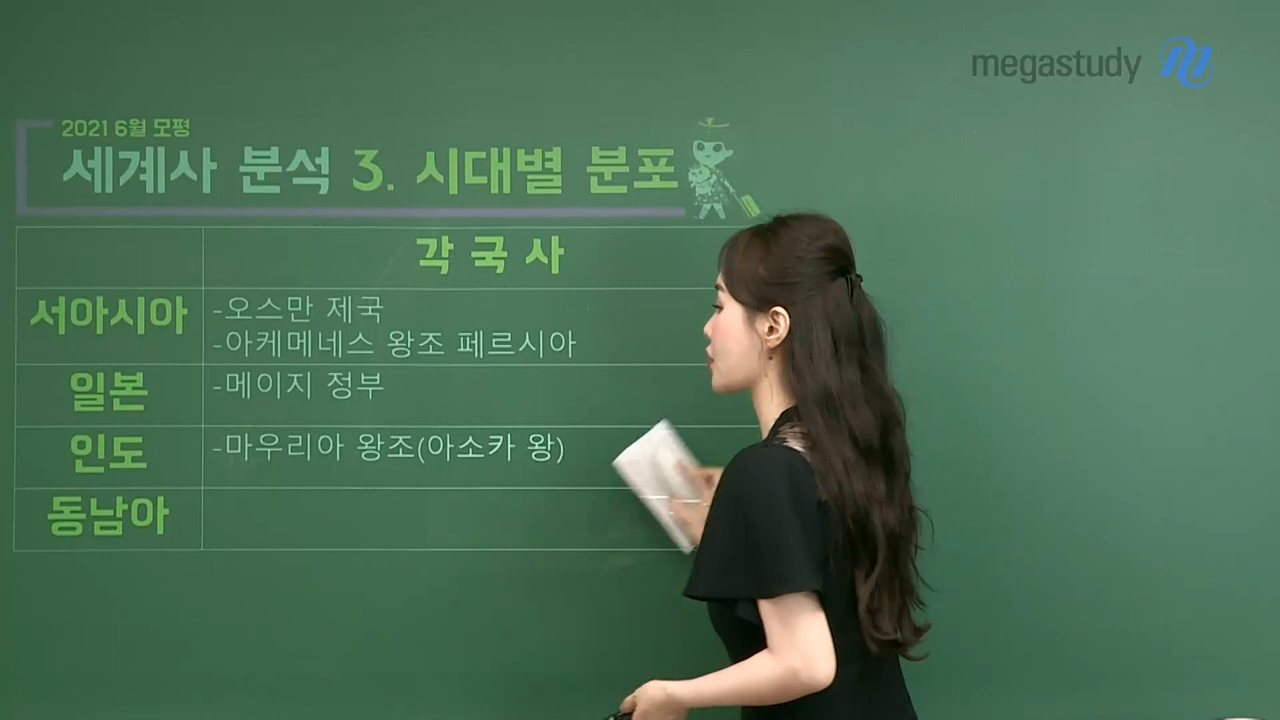 megastudy
2021 6월 모평
세계사 분석 3. 시대별 분포
각 국 사
서아시아
-오스만 제국
-아케메네스 왕조 페르시아
일본
-메이지 정부
인도
-마우리아 왕조(아소카 왕)
동남아